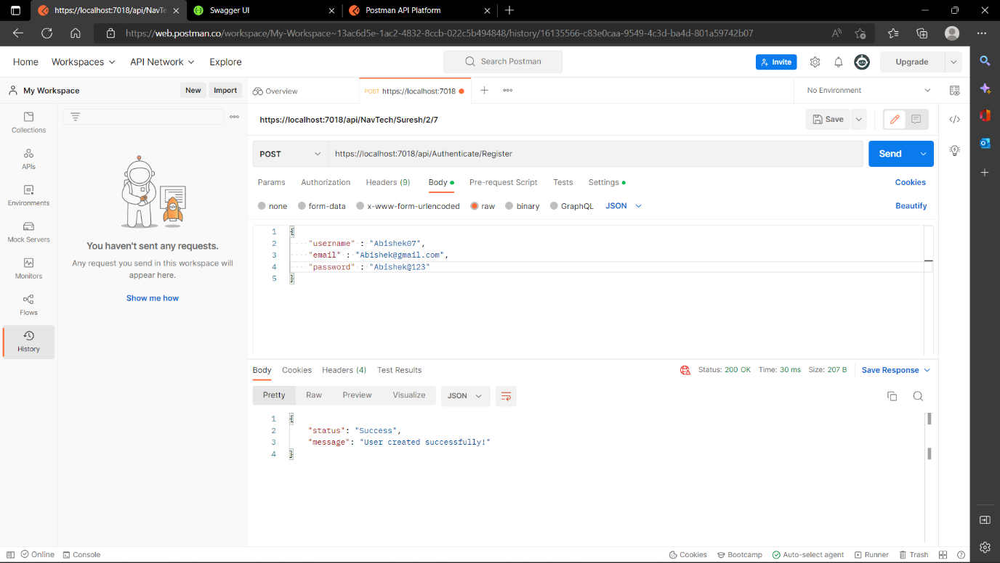 https://localhost:7018/api/NavTe
Swagger UI
Postman API Platform
https://web.postman.co/workspace/My-Workspace~13ac6d5e-1ac2-4832-8ccb-022c5b494848/history/16135566-c83e0caa-9549-4c3d-ba4d-801a59742b07
Home Workspaces API Network Explore Search Postman Invite Upgrade
My Workspace New Import Overview POST https://localhost:7018 No Environment
Collections
APIs
Environments
Mock Servers
Monitors
Flows
History
You haven't sent any requests.
Any request you send in this workspace will
appear here.
Show me how
https://localhost:7018/api/NavTech/Suresh/2/7 Save
POST https://localhost:7018/api/Authenticate/Register Send
Params Authorization Headers (9) Body Pre-request Script Tests Settings Cookies
none form-data x-www-form-urlencoded raw binary GraphQL JSON Beautify
1 {
2 "username" : "Abishek07",
3 "email" : "Abishek@gmail.com",
4 "password" : "Abishek@123"
5 }
Body Cookies Headers (4) Test Results Status: 200 OK Time: 30 ms Size: 207 B Save Response
Pretty Raw Preview Visualize JSON
1 {
2 "status": "Success",
3 "message": "User created successfully!"
4 }
Online Console Cookies Bootcamp Auto-select agent Runner Trash